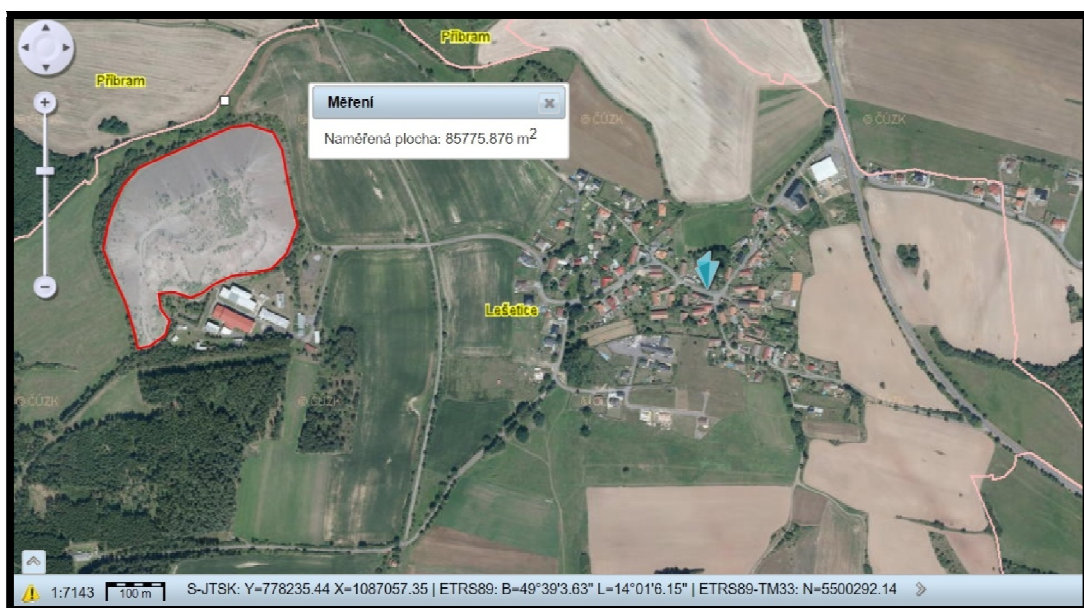 Příbram
Příbram
Měření
Naměřená plocha: 85775.876 m2
© ČÚZK
© ČÚZK
© ČÚZK
Lešetice
© ČÚZK
1:7143 100 m S-JTSK: Y=778235.44 X=1087057.35 | ETRS89: B=49°39'3.63" L=14°01'6.15" | ETRS89-TM33: N=5500292.14